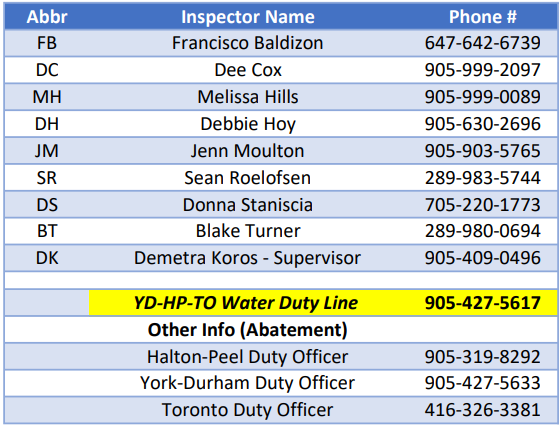 Abbr Inspector Name Phone #
FB Francisco Baldizon 647-642-6739
DC Dee Cox 905-999-2097
MH Melissa Hills 905-999-0089
DH Debbie Hoy 905-630-2696
JM Jenn Moulton 905-903-5765
SR Sean Roelofsen 289-983-5744
DS Donna Staniscia 705-220-1773
BT Blake Turner 289-980-0694
DK Demetra Koros - Supervisor 905-409-0496
YD-HP-TO Water Duty Line 905-427-5617
Other Info (Abatement)
Halton-Peel Duty Officer 905-319-8292
York-Durham Duty Officer 905-427-5633
Toronto Duty Officer 416-326-3381